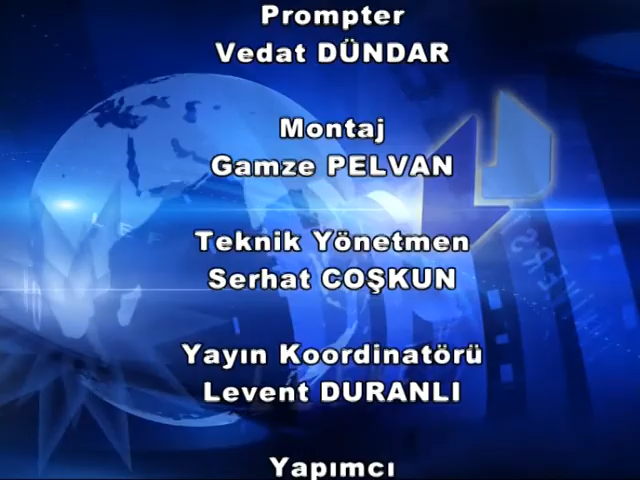 Prompter
Vedat DÜNDAR
Montaj
Gamze PELVAN
Teknik Yönetmen
Serhat COŞKUN
Yayın Koordinatörü
Levent DURANLI
Yapımcı